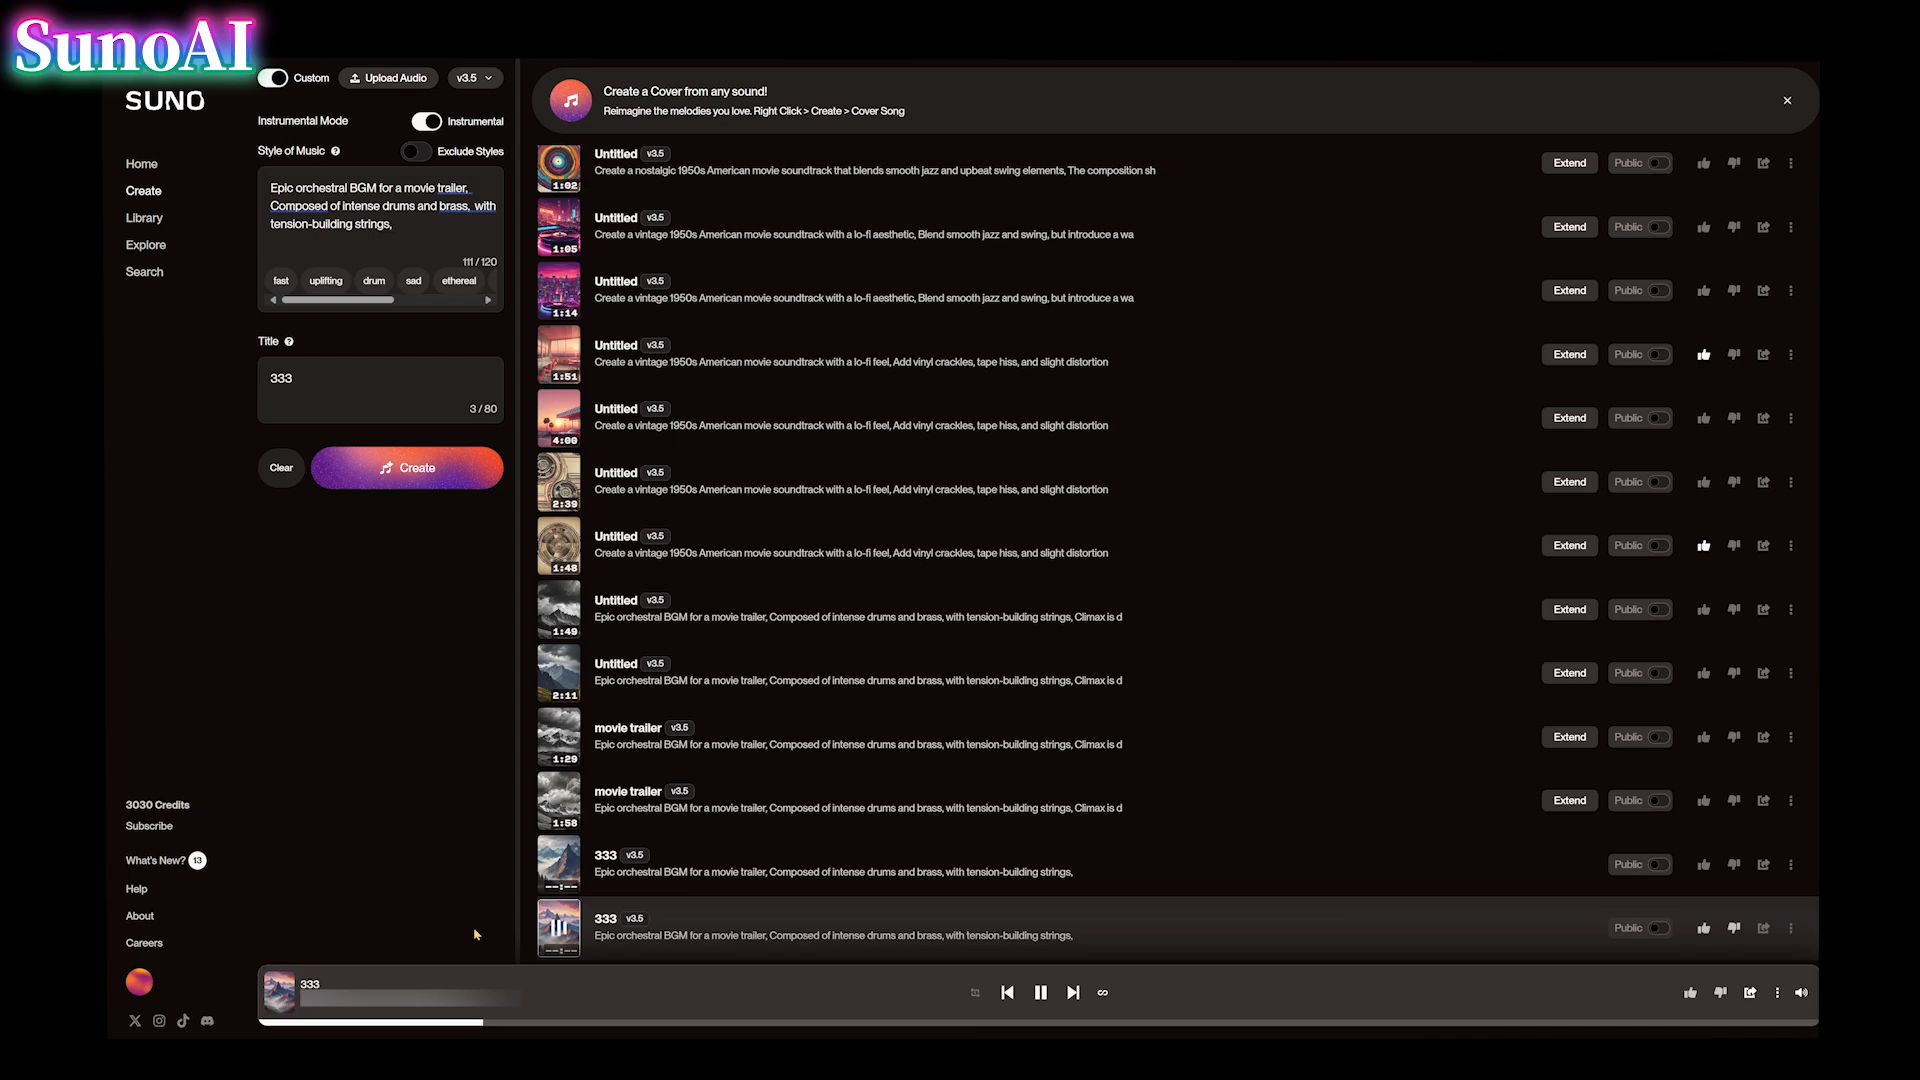 SunoAI
SUNO
Home
Create
Library
Explore
Search
3030 Credits
Subscribe
What's New? 13
Help
About
Careers
Custom
Upload Audio
v3.5
Instrumental Mode
Instrumental
Style of Music
Exclude Styles
Epic orchestral BGM for a movie trailer,
Composed of intense drums and brass, with
tension-building strings,
111 / 120
fast uplifting drum sad ethereal
Title
333
3 / 80
Clear
Create
Create a Cover from any sound!
Reimagine the melodies you love. Right Click > Create > Cover Song
Untitled v3.5
Create a nostalgic 1950s American movie soundtrack that blends smooth jazz and upbeat swing elements, The composition sh
1:02
Extend
Public
Untitled v3.5
Create a vintage 1950s American movie soundtrack with a lo-fi aesthetic, Blend smooth jazz and swing, but introduce a wa
1:05
Extend
Public
Untitled v3.5
Create a vintage 1950s American movie soundtrack with a lo-fi aesthetic, Blend smooth jazz and swing, but introduce a wa
1:14
Extend
Public
Untitled v3.5
Create a vintage 1950s American movie soundtrack with a lo-fi feel, Add vinyl crackles, tape hiss, and slight distortion
1:51
Extend
Public
Untitled v3.5
Create a vintage 1950s American movie soundtrack with a lo-fi feel, Add vinyl crackles, tape hiss, and slight distortion
4:00
Extend
Public
Untitled v3.5
Create a vintage 1950s American movie soundtrack with a lo-fi feel, Add vinyl crackles, tape hiss, and slight distortion
2:39
Extend
Public
Untitled v3.5
Create a vintage 1950s American movie soundtrack with a lo-fi feel, Add vinyl crackles, tape hiss, and slight distortion
1:48
Extend
Public
Untitled v3.5
Epic orchestral BGM for a movie trailer, Composed of intense drums and brass, with tension-building strings, Climax is d
1:49
Extend
Public
Untitled v3.5
Epic orchestral BGM for a movie trailer, Composed of intense drums and brass, with tension-building strings, Climax is d
2:11
Extend
Public
movie trailer v3.5
Epic orchestral BGM for a movie trailer, Composed of intense drums and brass, with tension-building strings, Climax is d
1:29
Extend
Public
movie trailer v3.5
Epic orchestral BGM for a movie trailer, Composed of intense drums and brass, with tension-building strings, Climax is d
1:58
Extend
Public
333 v3.5
Epic orchestral BGM for a movie trailer, Composed of intense drums and brass, with tension-building strings,
--:--
Public
333 v3.5
Epic orchestral BGM for a movie trailer, Composed of intense drums and brass, with tension-building strings,
--:--
Public
333